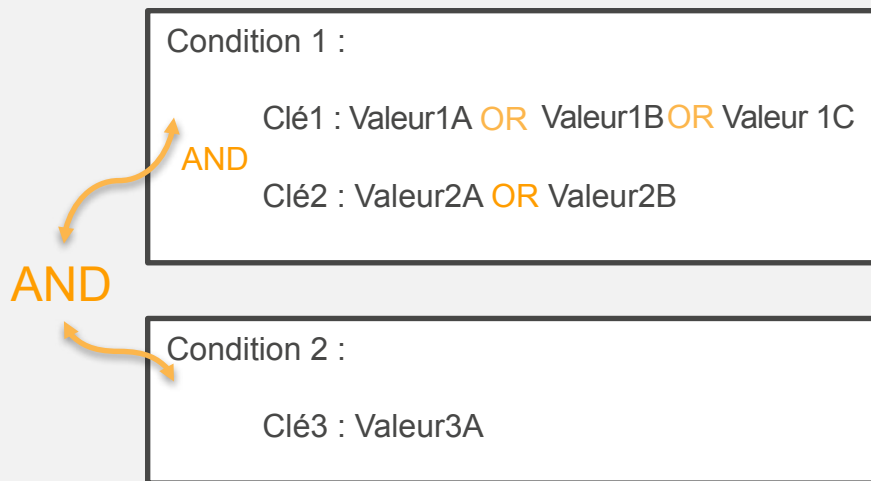 Condition 1 :
Clé1 : Valeur1A OR Valeur1B OR Valeur 1C
AND
Clé2 : Valeur2A OR Valeur2B
AND
Condition 2 :
Clé3 : Valeur3A